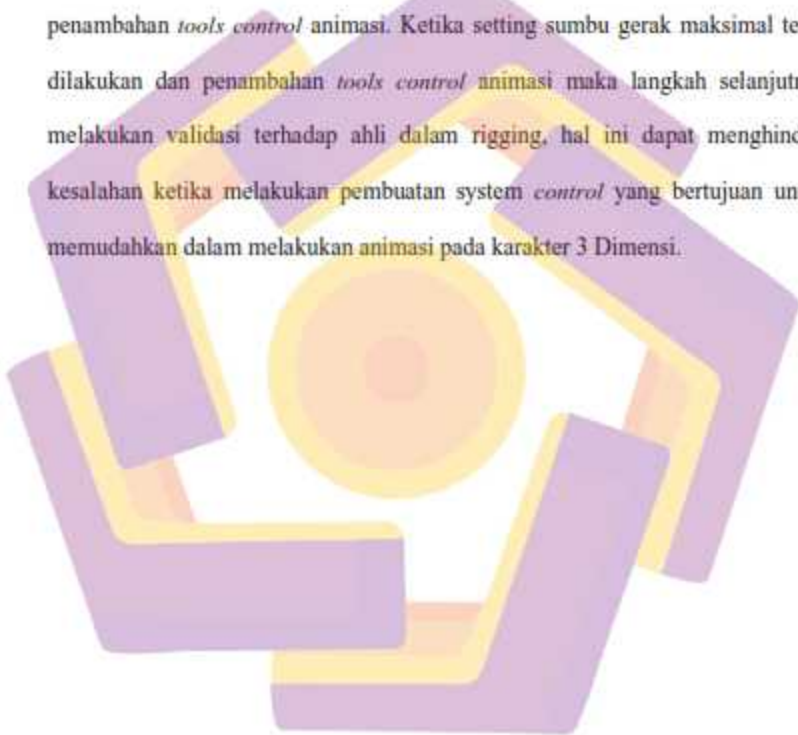 penambahan tools control animasi. Ketika setting sumbu gerak maksimal te
dilakukan dan penambahan tools control animasi maka langkah selanjutn
melakukan validasi terhadap ahli dalam rigging, hal ini dapat menghind
kesalahan ketika melakukan pembuatan system control yang bertujuan un
memudahkan dalam melakukan animasi pada karakter 3 Dimensi.